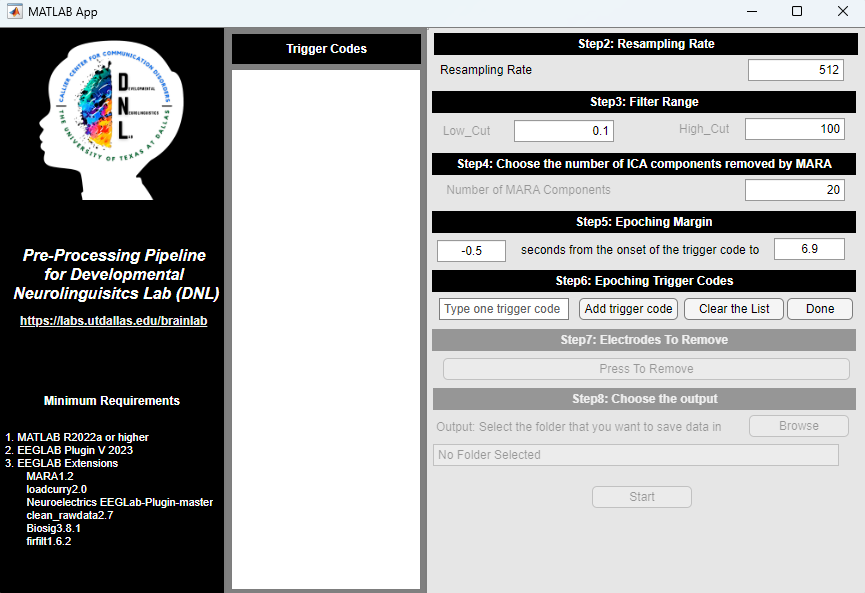 MATLAB App
CALLIER CENTER FOR COMMUNICATION DISORDERS
THE UNIVERSITY OF TEXAS AT DALLAS
DEVELOPMENTAL
NEUROLINGUISTICS
LAB
Pre-Processing Pipeline
for Developmental
Neurolinguisitcs Lab (DNL)
https://labs.utdallas.edu/brainlab
Minimum Requirements
1. MATLAB R2022a or higher
2. EEGLAB Plugin V 2023
3. EEGLAB Extensions
MARA1.2
loadcurry2.0
Neuroelectrics EEGLab-Plugin-master
clean_rawdata2.7
Biosig3.8.1
firfilt1.6.2
Trigger Codes
Step2: Resampling Rate
Resampling Rate 512
Step3: Filter Range
Low_Cut 0.1 High_Cut 100
Step4: Choose the number of ICA components removed by MARA
Number of MARA Components 20
Step5: Epoching Margin
-0.5 seconds from the onset of the trigger code to 6.9
Step6: Epoching Trigger Codes
Type one trigger code Add trigger code Clear the List Done
Step7: Electrodes To Remove
Press To Remove
Step8: Choose the output
Output: Select the folder that you want to save data in Browse
No Folder Selected
Start